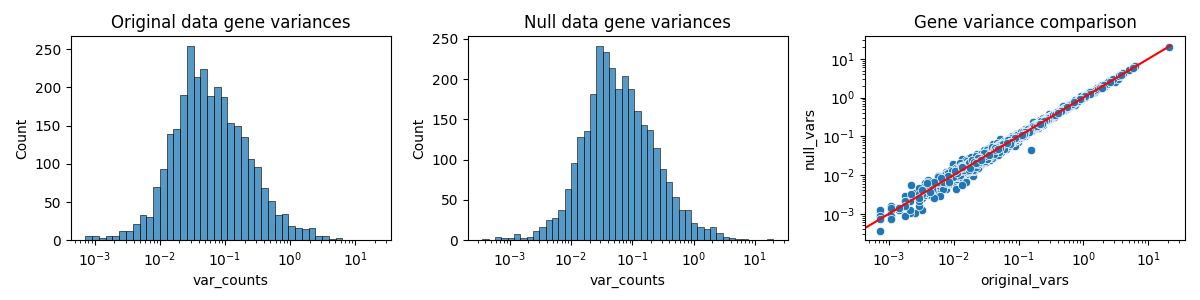 Original data gene variances
Count
250
200
150
100
50
0
10⁻³ 10⁻² 10⁻¹ 10⁰ 10¹
var_counts
Null data gene variances
Count
250
200
150
100
50
0
10⁻³ 10⁻² 10⁻¹ 10⁰ 10¹
var_counts
Gene variance comparison
null_vars
10¹
10⁰
10⁻¹
10⁻²
10⁻³
10⁻³ 10⁻² 10⁻¹ 10⁰ 10¹
original_vars